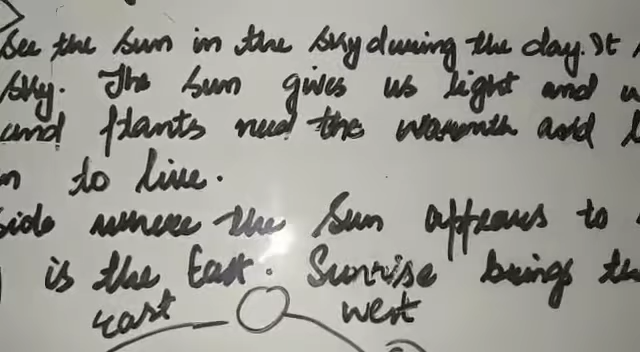 See the Sun in the Sky during the day. It
Sky. The Sun gives us light and
and Plants need the warmth and
to live.
side where the Sun appears to
is the East. Sunrise brings
east west